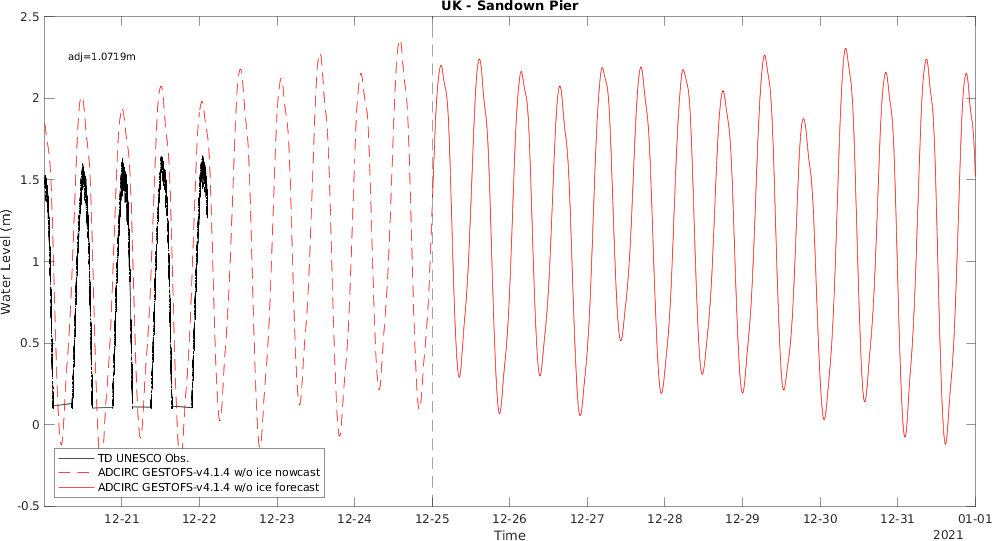 UK - Sandown Pier
2.5
2
1.5
1
0.5
0
-0.5
Water Level (m)
adj=1.0719m
TD UNESCO Obs.
ADCIRC GESTOFS-v4.1.4 w/o ice nowcast
ADCIRC GESTOFS-v4.1.4 w/o ice forecast
12-21 12-22 12-23 12-24 12-25 12-26 12-27 12-28 12-29 12-30 12-31 01-01
Time
2021